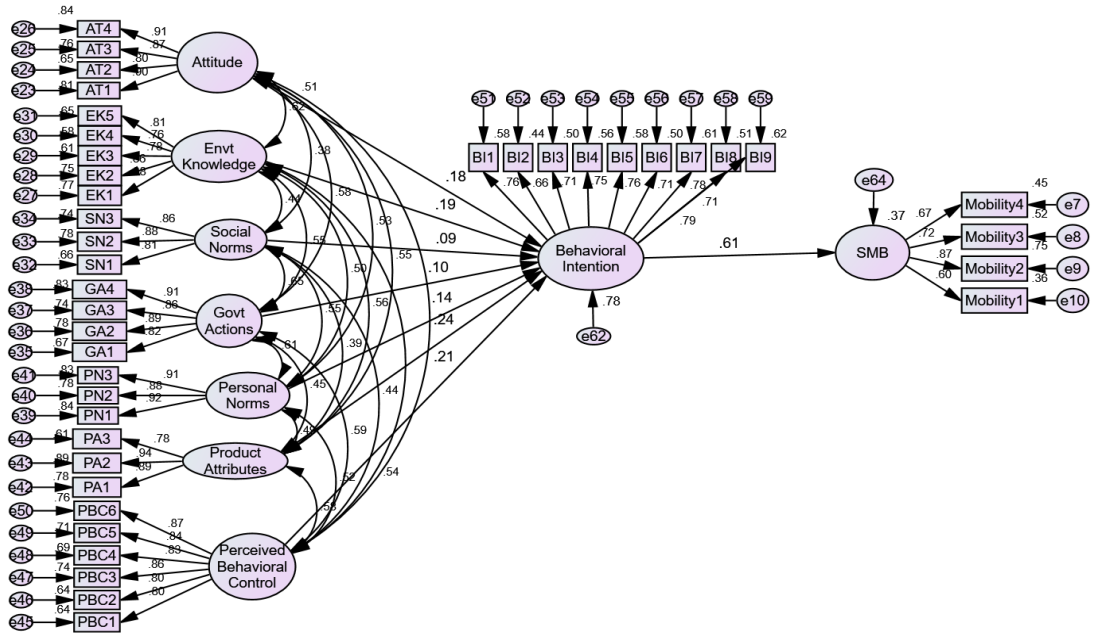 .84
e26 AT4 .91
.76
e25 AT3 .87
.65
e24 AT2 .80
.81
e23 AT1
Attitude
.65
e31 EK5 .81
.58
e30 EK4 .76
.61
e29 EK3 .78
.75
e28 EK2
.77
e27 EK1
Envt
Knowledge
.74
e34 SN3 .86
.78
e33 SN2 .88
.66
e32 SN1 .81
Social
Norms
.83
e38 GA4 .91
.74
e37 GA3 .86
.78
e36 GA2 .89
.67
e35 GA1 .82
Govt
Actions
.83
e41 PN3 .91
.78
e40 PN2 .88
.84
e39 PN1 .92
Personal
Norms
.61
e44 PA3 .78
.89
e43 PA2 .94
.78
e42 PA1 .89
Product
Attributes
.76
e50 PBC6 .87
.71
e49 PBC5 .84
.69
e48 PBC4 .83
.74
e47 PBC3 .86
.64
e46 PBC2 .80
.64
e45 PBC1 .80
Perceived
Behavioral
Control
.51
.62
.38
.58
.53
.55
.44
.55
.50
.56
.55
.39
.44
.61
.45
.59
.49
.52
.54
.18
.19
.09
.10
.14
.24
.21
e51 e52 e53 e54 e55 e56 e57 e58 e59
.58 .44 .50 .56 .58 .50 .61 .51 .62
BI1 BI2 BI3 BI4 BI5 BI6 BI7 BI8 BI9
.76 .66 .71 .75 .76 .71 .78 .71 .79
Behavioral
Intention
.78
e62
.61
e64
.37
SMB
.67 Mobility4 .45 e7
.72 Mobility3 .52 e8
.87 Mobility2 .75 e9
.60 Mobility1 .36 e10